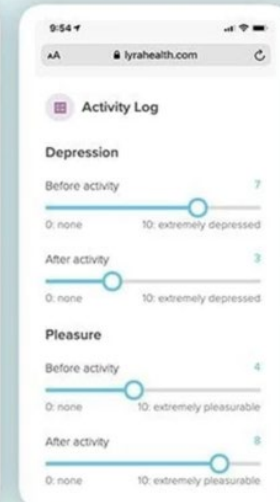 9:54
AA lyrahealth.com
Activity Log
Depression
Before activity 7
0: none 10: extremely depressed
After activity 3
0: none 10: extremely depressed
Pleasure
Before activity 4
0: none 10: extremely pleasurable
After activity 8
0: none 10: extremely pleasurable